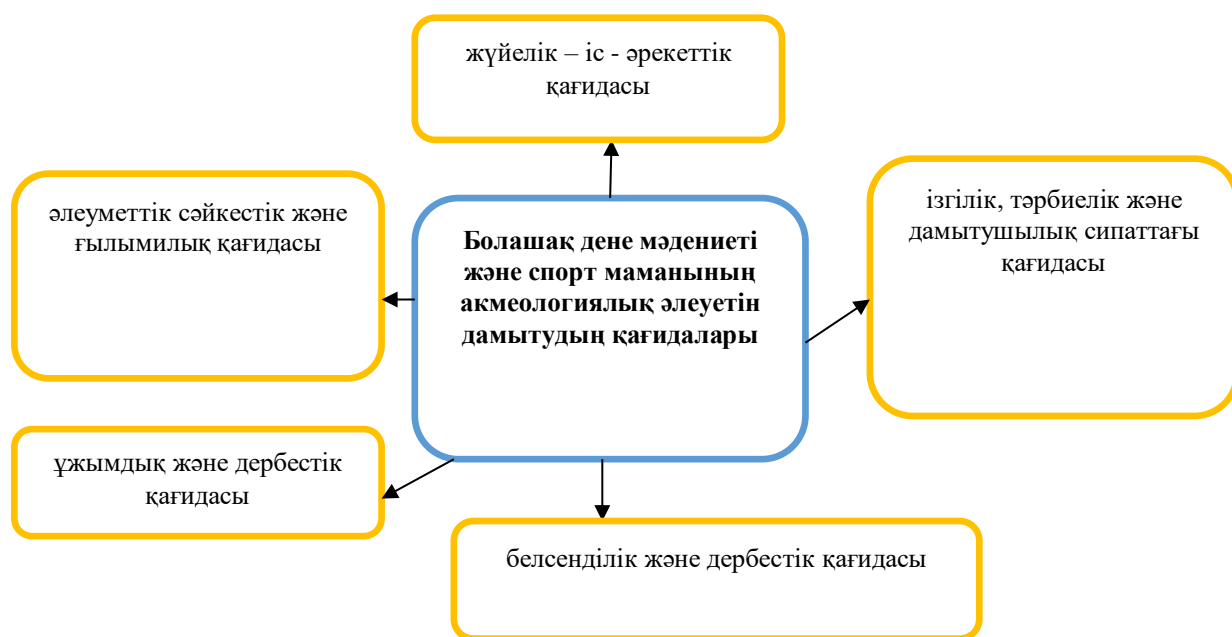 жүйелік – іс - әрекеттік
қағидасы
әлеуметтік сәйкестік және
ғылымилық қағидасы
Болашақ дене мәдениеті
және спорт маманының
акмеологиялық әлеуетін
дамытудың қағидалары
ізгілік, тәрбиелік және
дамытушылық сипаттағы
қағидасы
ұжымдық және дербестік
қағидасы
белсенділік және дербестік қағидасы